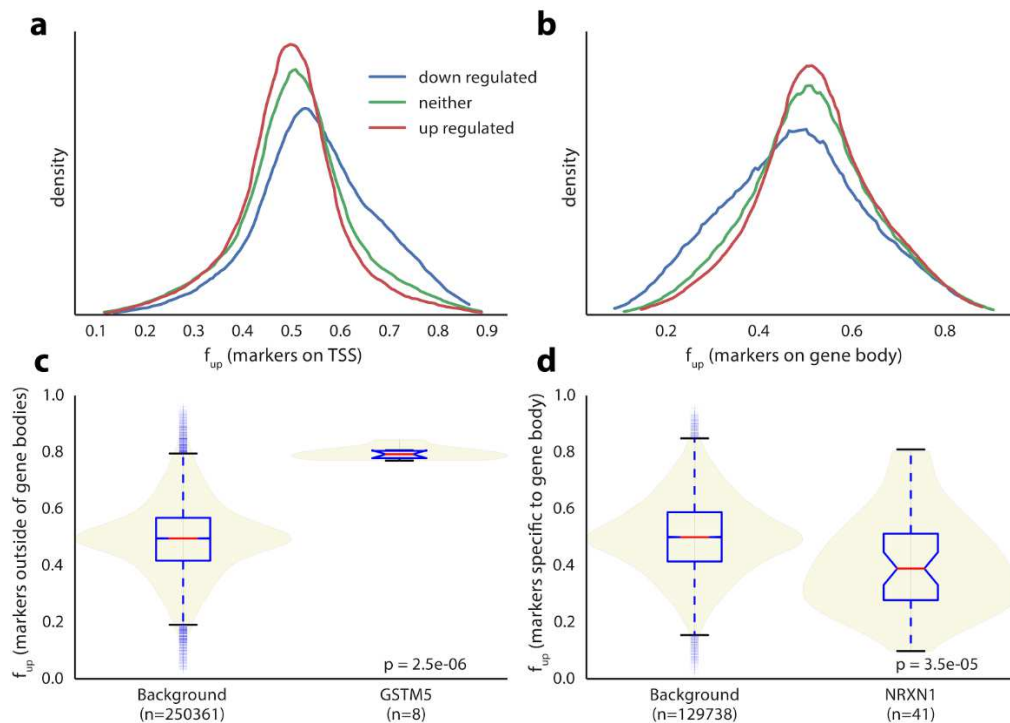 a
density
down regulated
neither
up regulated
0.1 0.2 0.3 0.4 0.5 0.6 0.7 0.8 0.9
f_up (markers on TSS)
b
density
0.2 0.4 0.6 0.8
f_up (markers on gene body)
c
f_up (markers outside of gene bodies)
1.0
0.8
0.6
0.4
0.2
0.0
p = 2.5e-06
Background
(n=250361)
GSTM5
(n=8)
d
f_up (markers specific to gene body)
1.0
0.8
0.6
0.4
0.2
0.0
p = 3.5e-05
Background
(n=129738)
NRXN1
(n=41)